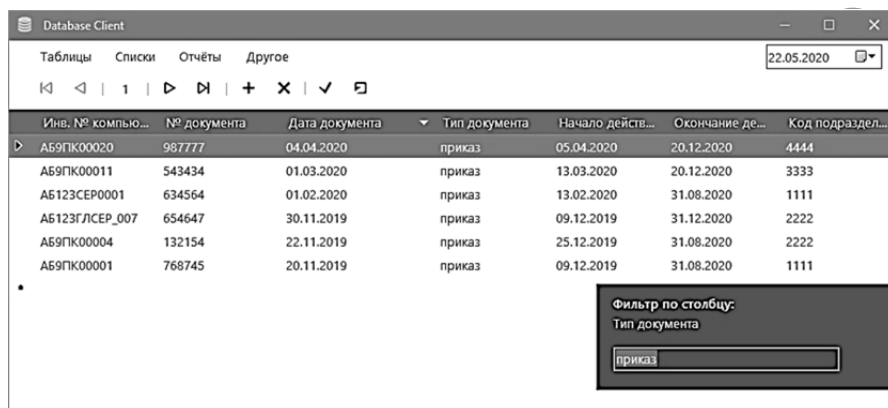 Database Client
Таблицы Списки Отчёты Другое 22.05.2020
1
Инв. № компью... № документа Дата документа Тип документа Начало действ... Окончание де... Код подраздел...
АБ9ПК00020 987777 04.04.2020 приказ 05.04.2020 20.12.2020 4444
АБ9ПК00011 543434 01.03.2020 приказ 13.03.2020 20.12.2020 3333
АБ123СЕР0001 634564 01.02.2020 приказ 13.02.2020 31.08.2020 1111
АБ123ГЛСЕР_007 654647 30.11.2019 приказ 09.12.2019 31.12.2020 2222
АБ9ПК00004 132154 22.11.2019 приказ 25.12.2019 31.08.2020 2222
АБ9ПК00001 768745 20.11.2019 приказ 09.12.2019 31.08.2020 1111
Фильтр по столбцу:
Тип документа
приказ